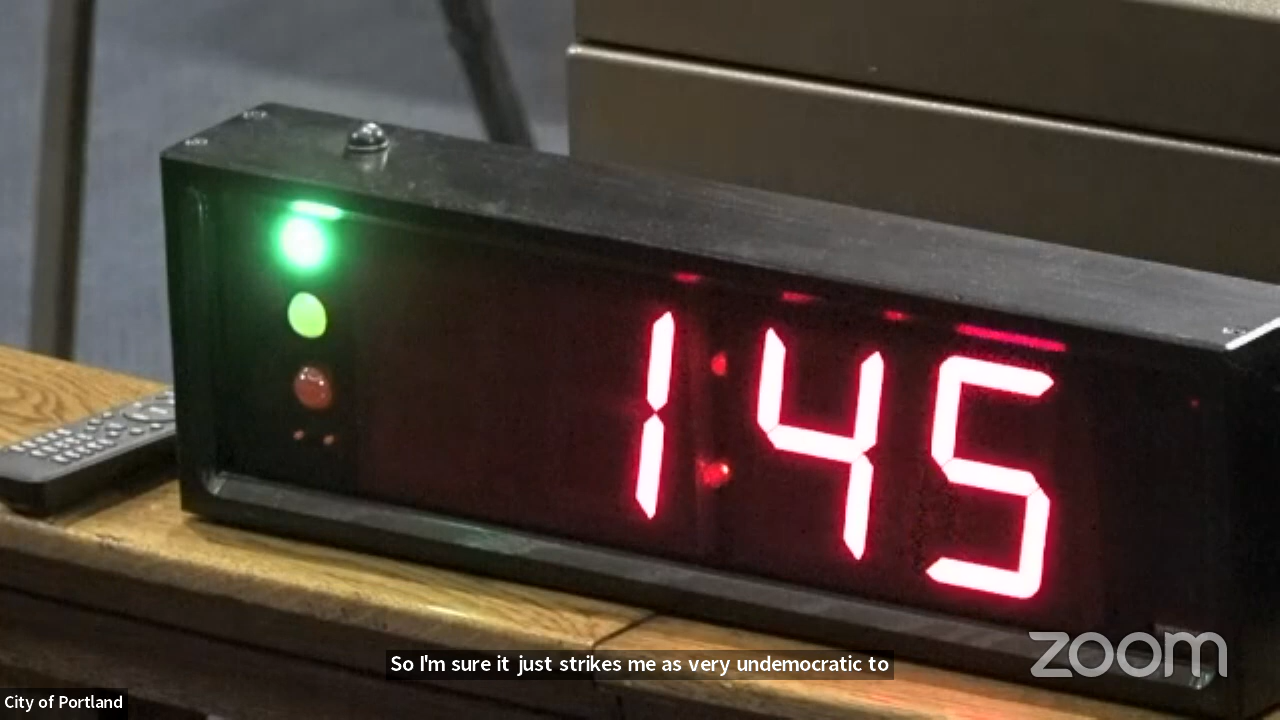 1:45
zoom
So I'm sure it just strikes me as very undemocratic to
City of Portland